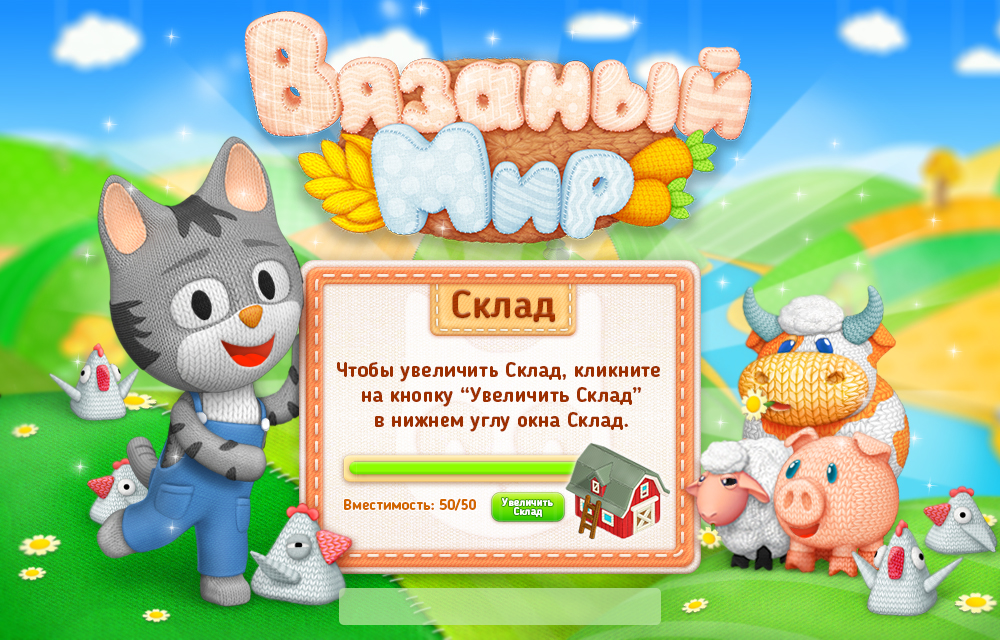 Вязаный
Мир
Склад
Чтобы увеличить Склад, кликните
на кнопку “Увеличить Склад”
в нижнем углу окна Склад.
Вместимость: 50/50
Увеличить
Склад